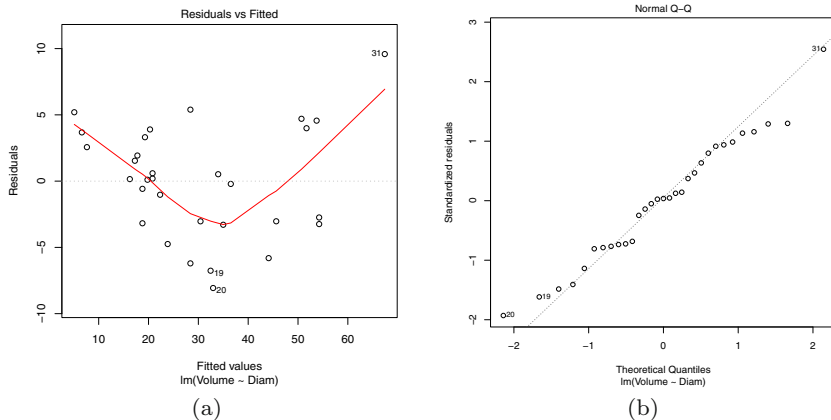 Residuals vs Fitted
10
5
0
−5
−10
Residuals
31
19
20
10 20 30 40 50 60
Fitted values
lm(Volume ~ Diam)
(a)
Normal Q−Q
3
2
1
0
−1
−2
Standardized residuals
31
19
20
−2 −1 0 1 2
Theoretical Quantiles
lm(Volume ~ Diam)
(b)